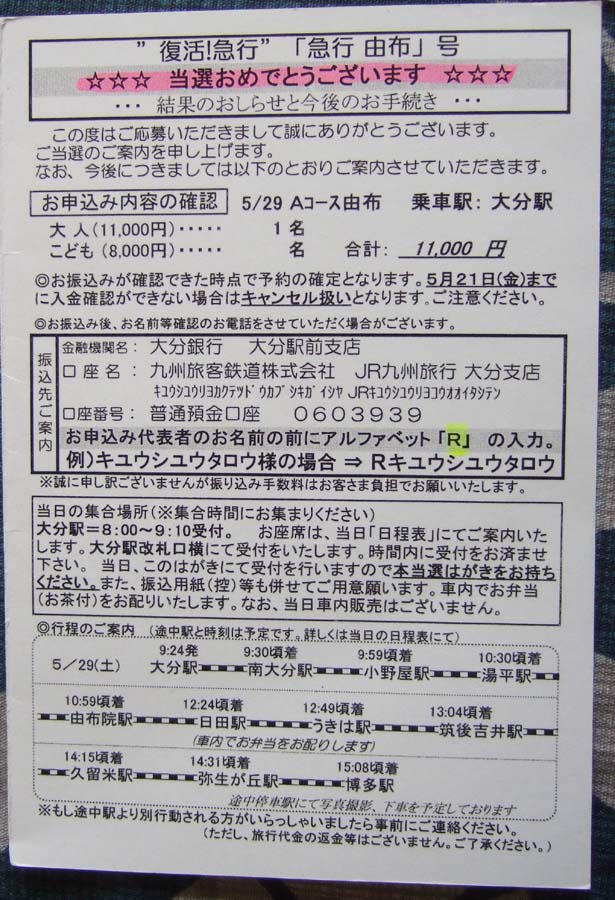 "復活!急行"「急行 由布」号
☆☆☆ 当選おめでとうございます ☆☆☆
・・・ 結果のおしらせと今後のお手続き ・・・
この度はご応募いただきまして誠にありがとうございます。
ご当選のご案内を申し上げます。
なお、今後につきましては以下のとおりご案内させていただきます。
お申込み内容の確認 5/29 Aコース由布 乗車駅: 大分駅
大人(11,000円)・・・・・ 1 名
こども(8,000円)・・・・・ 名 合計: 11,000 円
◎お振込みが確認できた時点で予約の確定となります。5月21日(金)まで
に入金確認ができない場合はキャンセル扱いとなります。ご注意ください。
◎お振込み後、お名前等確認のお電話をさせていただく場合がございます。
振込先ご案内
金融機関名: 大分銀行 大分駅前支店
口座名: 九州旅客鉄道株式会社 JR九州旅行 大分支店
ｷﾕｳｼﾕｳﾘﾖｶｸﾃﾂﾄﾞｳｶﾌﾞｼｷｶﾞｲｼﾔ JRｷﾕｳｼﾕｳﾘﾖｺｳｵｵｲﾀｼﾃﾝ
口座番号: 普通預金口座 0603939
お申込み代表者のお名前の前にアルファベット「R」の入力。
例)キユウシユウタロウ様の場合 ⇒ Rキユウシユウタロウ
※誠に申し訳ございませんが振り込み手数料はお客さま負担でお願いいたします。
当日の集合場所(※集合時間にお集まりください)
大分駅=8:00～9:10受付。 お座席は、当日「日程表」にてご案内いた
します。大分駅改札口横にて受付をいたします。時間内に受付をお済ませ
下さい。 当日、このはがきにて受付を行いますので本当選はがきをお持ち
ください。また、振込用紙(控)等も併せてご用意願います。車内でお弁当
(お茶付)をお配りいたします。なお、当日車内販売はございません。
◎行程のご案内 (途中駅と時刻は予定です。詳しくは当日の日程表にて)
9:24発 9:30頃着 9:59頃着 10:30頃着
5/29(土) 大分駅 南大分駅 小野屋駅 湯平駅
10:59頃着 12:24頃着 12:49頃着 13:04頃着
由布院駅 日田駅 うきは駅 筑後吉井駅
(車内でお弁当をお配りします)
14:15頃着 14:31頃着 15:08頃着
久留米駅 弥生が丘駅 博多駅
途中停車駅にて写真撮影、下車を予定しております
※もし途中駅より別行動される方がいらっしゃいましたら事前にご連絡ください。
(ただし、旅行代金の返金等はございません。ご了承ください。)